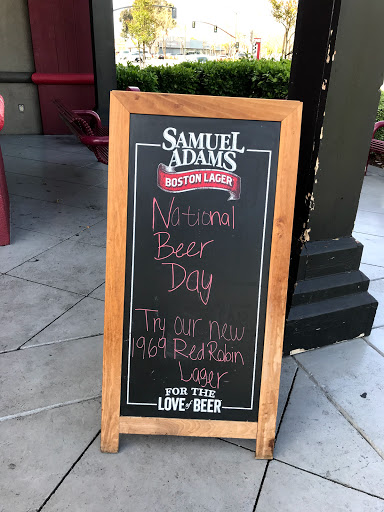 SAMUEL
ADAMS
BOSTON LAGER
National
Beer
Day
Try our new
1969 Red Robin
Lager
FOR THE
LOVE of BEER